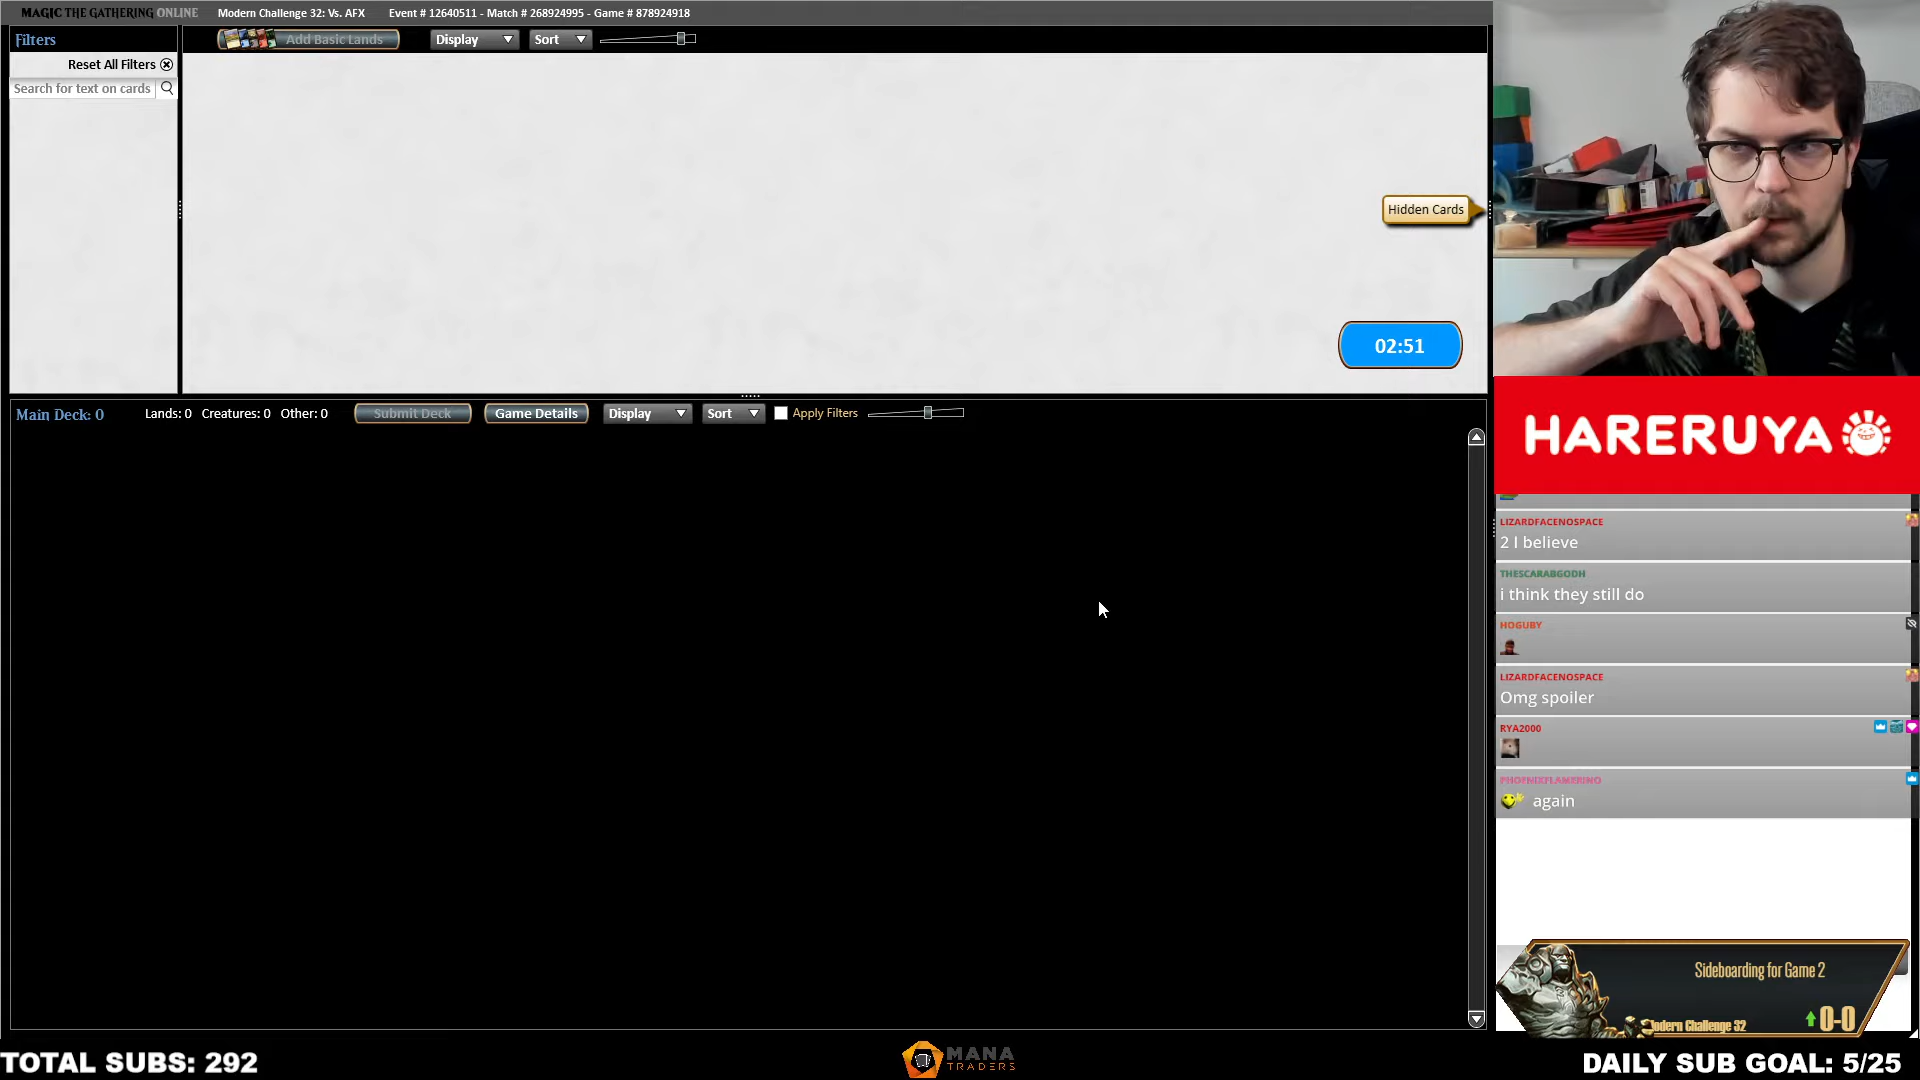 MAGIC THE GATHERING ONLINE
Modern Challenge 32: Vs. AFX
Event # 12640511 - Match # 268924995 - Game # 878924918
Filters
Add Basic Lands
Display
Sort
Reset All Filters
Search for text on cards
Hidden Cards
02:51
Main Deck: 0
Lands: 0 Creatures: 0 Other: 0
Submit Deck
Game Details
Display
Sort
Apply Filters
HARERUYA
LIZARDFACENOSPACE
2 I believe
THESCARABGODH
i think they still do
HOGUBY
LIZARDFACENOSPACE
Omg spoiler
RYA2000
PHOENIXFLAMERINO
again
Sideboarding for Game 2
Modern Challenge 32
0-0
TOTAL SUBS: 292
MANA
TRADERS
DAILY SUB GOAL: 5/25